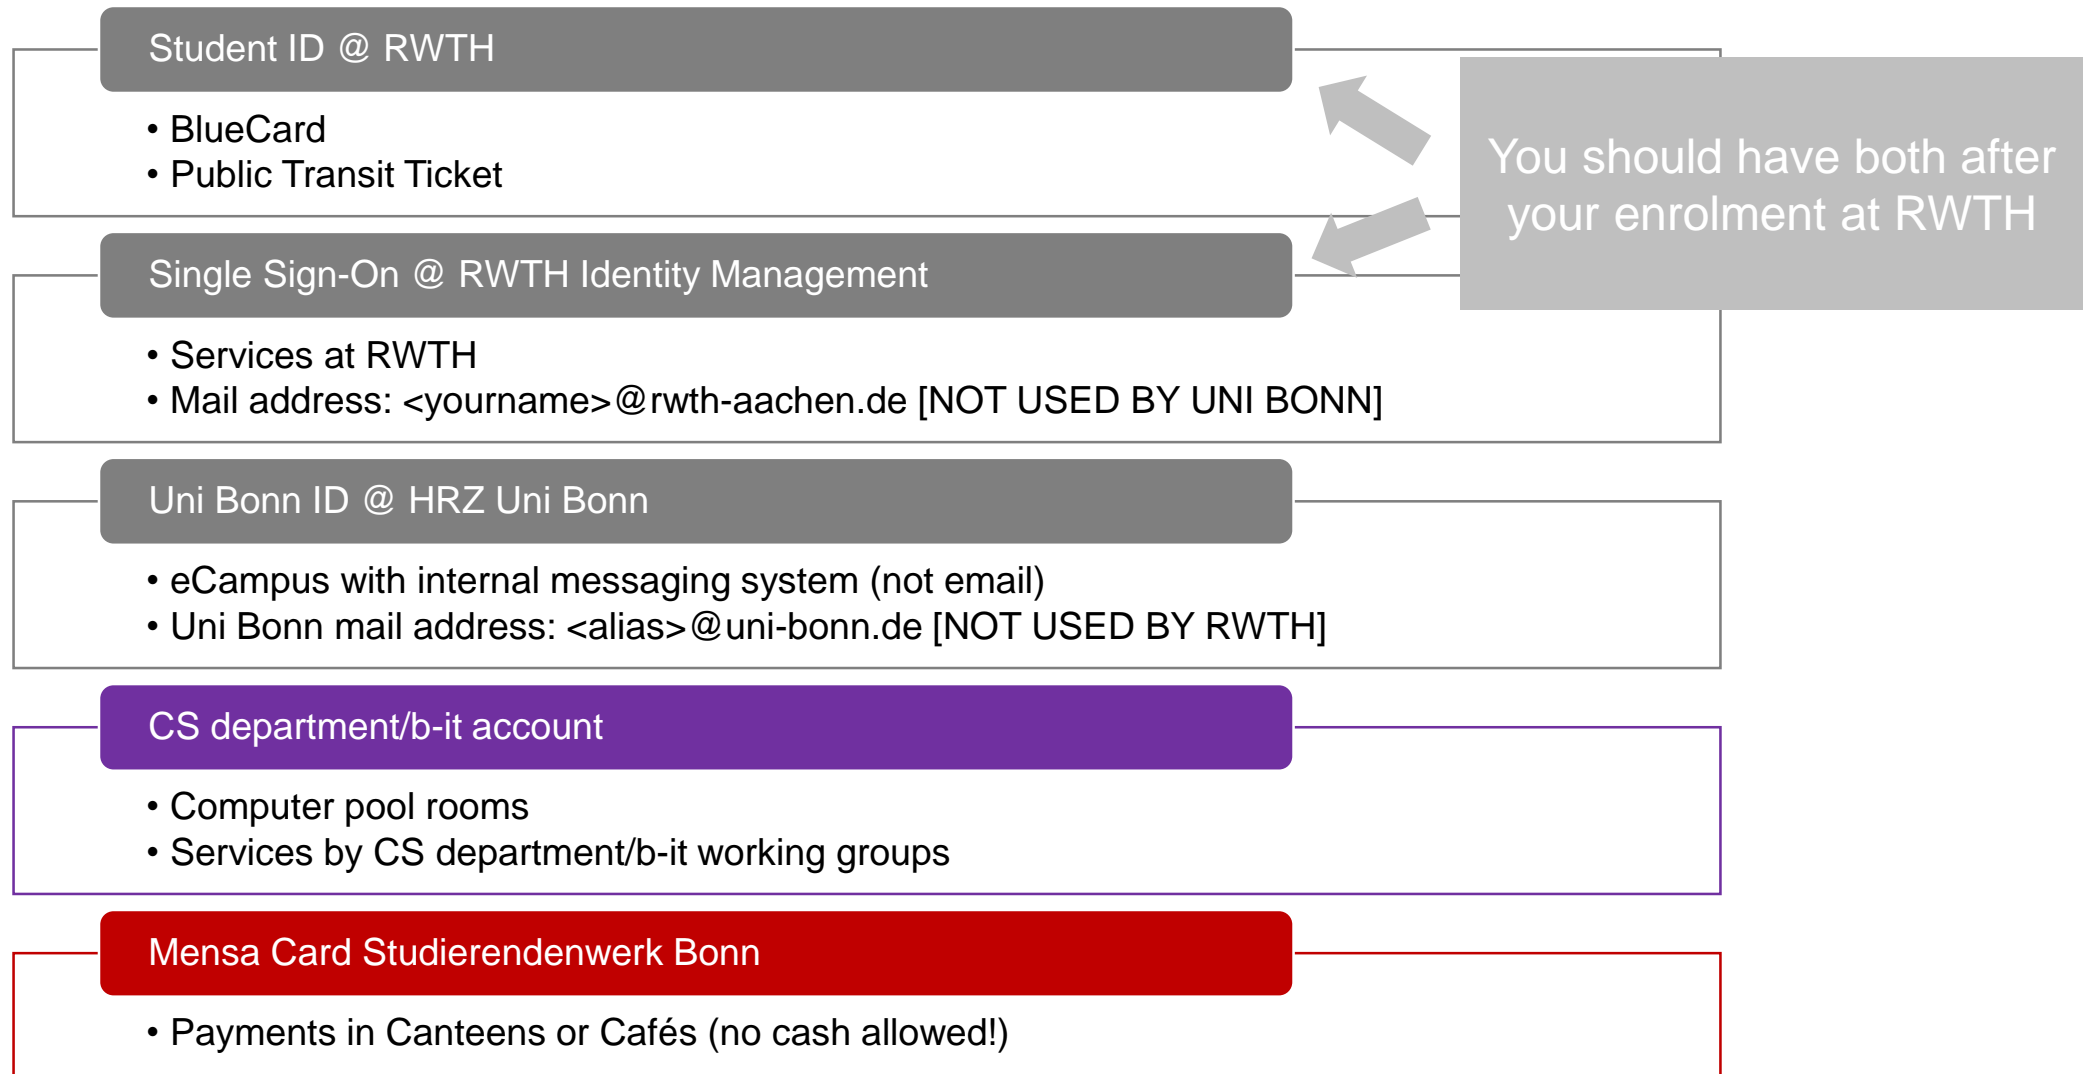 Student ID @ RWTH
• BlueCard
• Public Transit Ticket
You should have both after
your enrolment at RWTH
Single Sign-On @ RWTH Identity Management
• Services at RWTH
• Mail address: <yourname>@rwth-aachen.de [NOT USED BY UNI BONN]
Uni Bonn ID @ HRZ Uni Bonn
• eCampus with internal messaging system (not email)
• Uni Bonn mail address: <alias>@uni-bonn.de [NOT USED BY RWTH]
CS department/b-it account
• Computer pool rooms
• Services by CS department/b-it working groups
Mensa Card Studierendenwerk Bonn
• Payments in Canteens or Cafés (no cash allowed!)